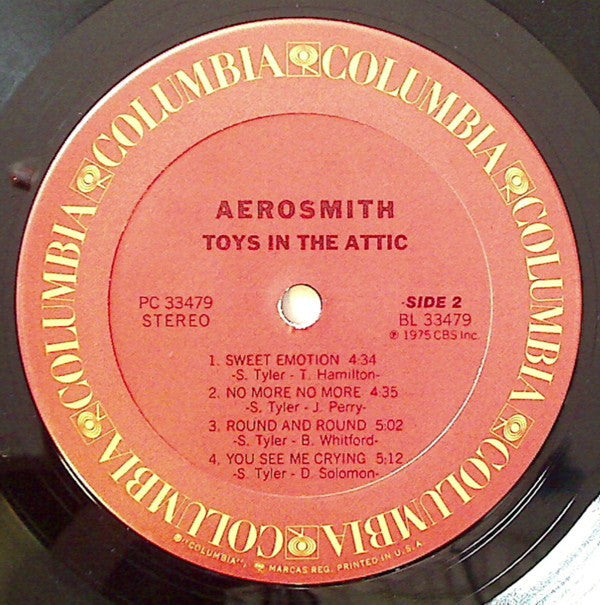 COLUMBIA COLUMBIA COLUMBIA COLUMBIA COLUMBIA COLUMBIA COLUMBIA
AEROSMITH
TOYS IN THE ATTIC
PC 33479
STEREO
SIDE 2
BL 33479
℗ 1975 CBS Inc.
1. SWEET EMOTION 4:34
-S. Tyler - T. Hamilton-
2. NO MORE NO MORE 4:35
-S. Tyler - J. Perry-
3. ROUND AND ROUND 5:02
-S. Tyler - B. Whitford-
4. YOU SEE ME CRYING 5:12
-S. Tyler - D. Solomon-
® "COLUMBIA", MARCAS REG. PRINTED IN U.S.A.